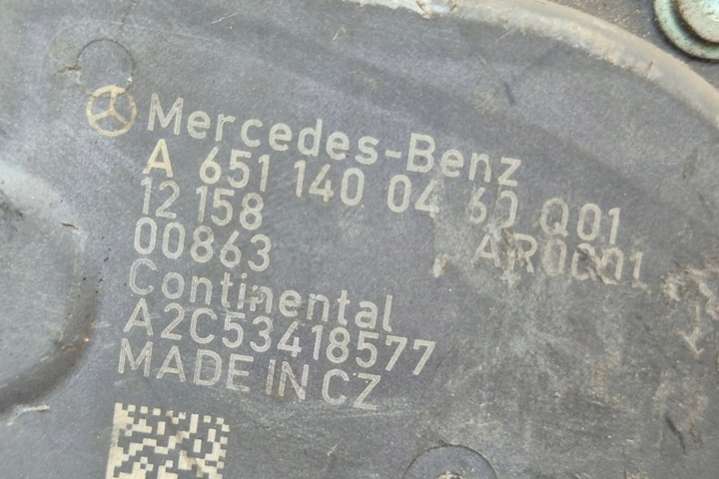 Mercedes-Benz
A 651 140 04 60 Q01
12 158 AR0001
00863
Continental
A2C53418577
MADE IN CZ